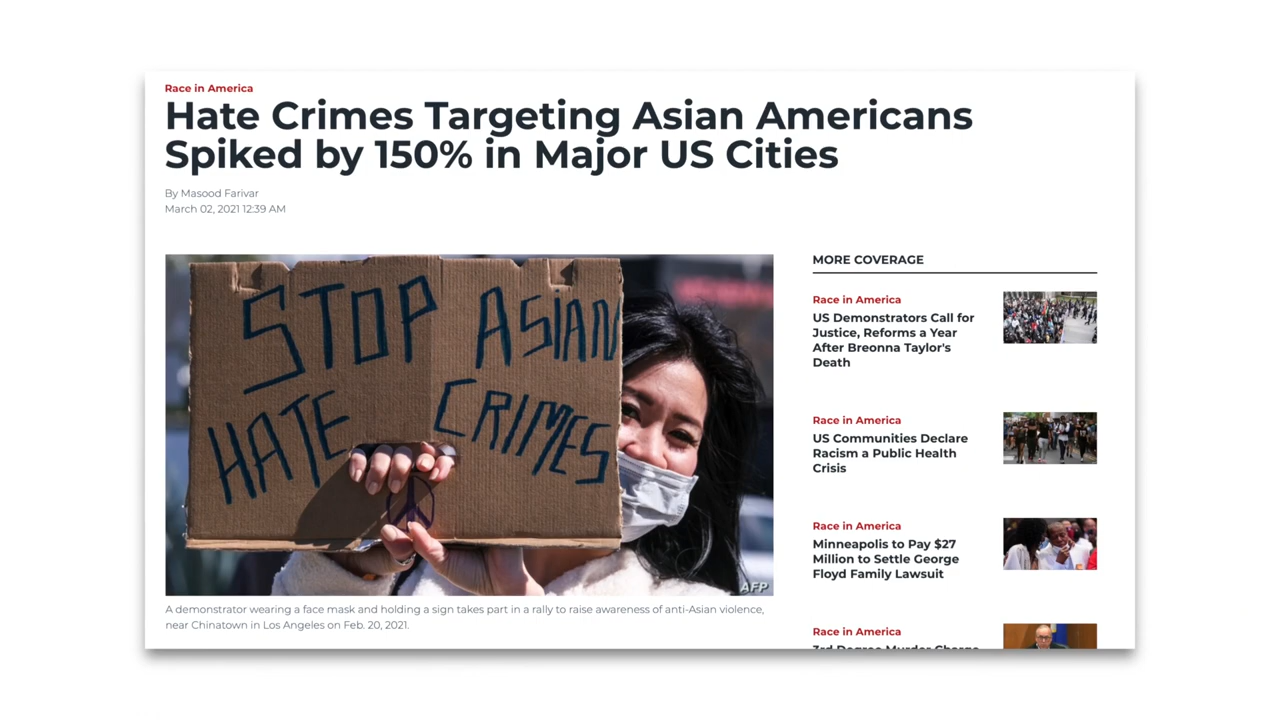 Race in America
Hate Crimes Targeting Asian Americans
Spiked by 150% in Major US Cities
By Masood Farivar
March 02, 2021 12:39 AM
STOP ASIAN
HATE CRIMES
AFP
A demonstrator wearing a face mask and holding a sign takes part in a rally to raise awareness of anti-Asian violence,
near Chinatown in Los Angeles on Feb. 20, 2021.
MORE COVERAGE
Race in America
US Demonstrators Call for
Justice, Reforms a Year
After Breonna Taylor's
Death
Race in America
US Communities Declare
Racism a Public Health
Crisis
Race in America
Minneapolis to Pay $27
Million to Settle George
Floyd Family Lawsuit
Race in America
3rd Degree Murder Charge